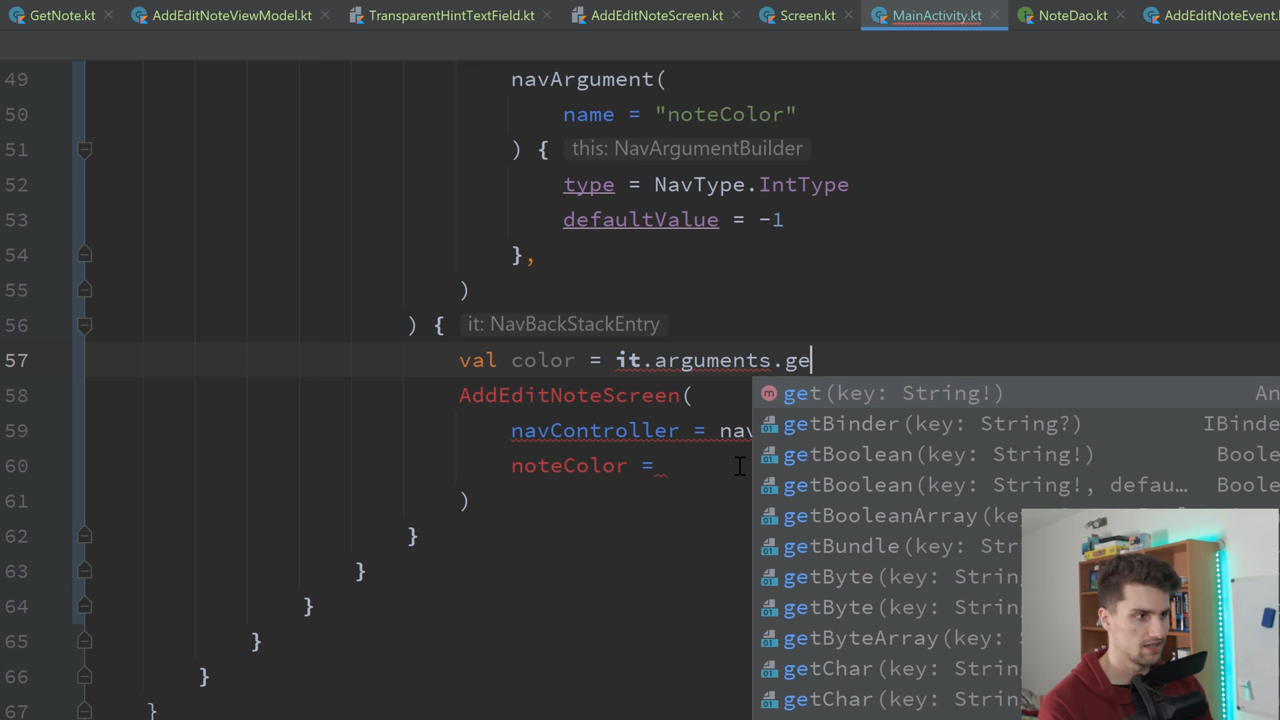 GetNote.kt AddEditNoteViewModel.kt TransparentHintTextField.kt AddEditNoteScreen.kt Screen.kt MainActivity.kt NoteDao.kt AddEditNoteEvent.
49 navArgument(
50 name = "noteColor"
51 ) { this: NavArgumentBuilder
52 type = NavType.IntType
53 defaultValue = -1
54 },
55 )
56 ) { it: NavBackStackEntry
57 val color = it.arguments.ge
58 AddEditNoteScreen(
59 navController = nav
60 noteColor =
61 )
62 }
63 }
64 }
65 }
66 }
67 }
get(key: String!) An
getBinder(key: String?) IBinde
getBoolean(key: String!) Boole
getBoolean(key: String!, defau… Boole
getBooleanArray(k
getBundle(key: Str
getByte(key: Strin
getByte(key: Strin
getByteArray(key: S
getChar(key: Strin
getChar(key: Strin